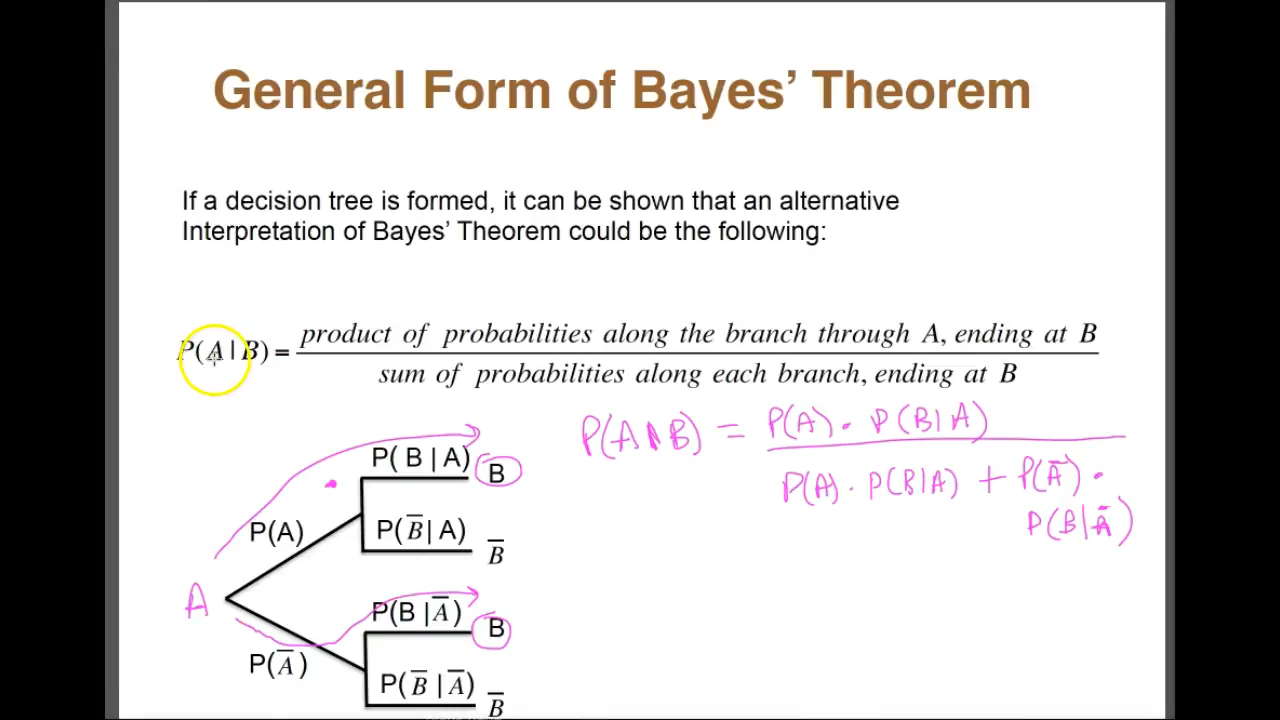 General Form of Bayes’ Theorem
If a decision tree is formed, it can be shown that an alternative
Interpretation of Bayes’ Theorem could be the following:
product of probabilities along the branch through A, ending at B
P(A | B) =
sum of probabilities along each branch, ending at B
P(A∧B) = P(A) · P(B|A)
P(A) · P(B|A) + P(A̅) ·
P(B|A̅)
P( B | A) B
P(A)
P( B̅ | A) B̅
A
P(B | A̅) B
P( A̅ )
P( B̅ | A̅) B̅